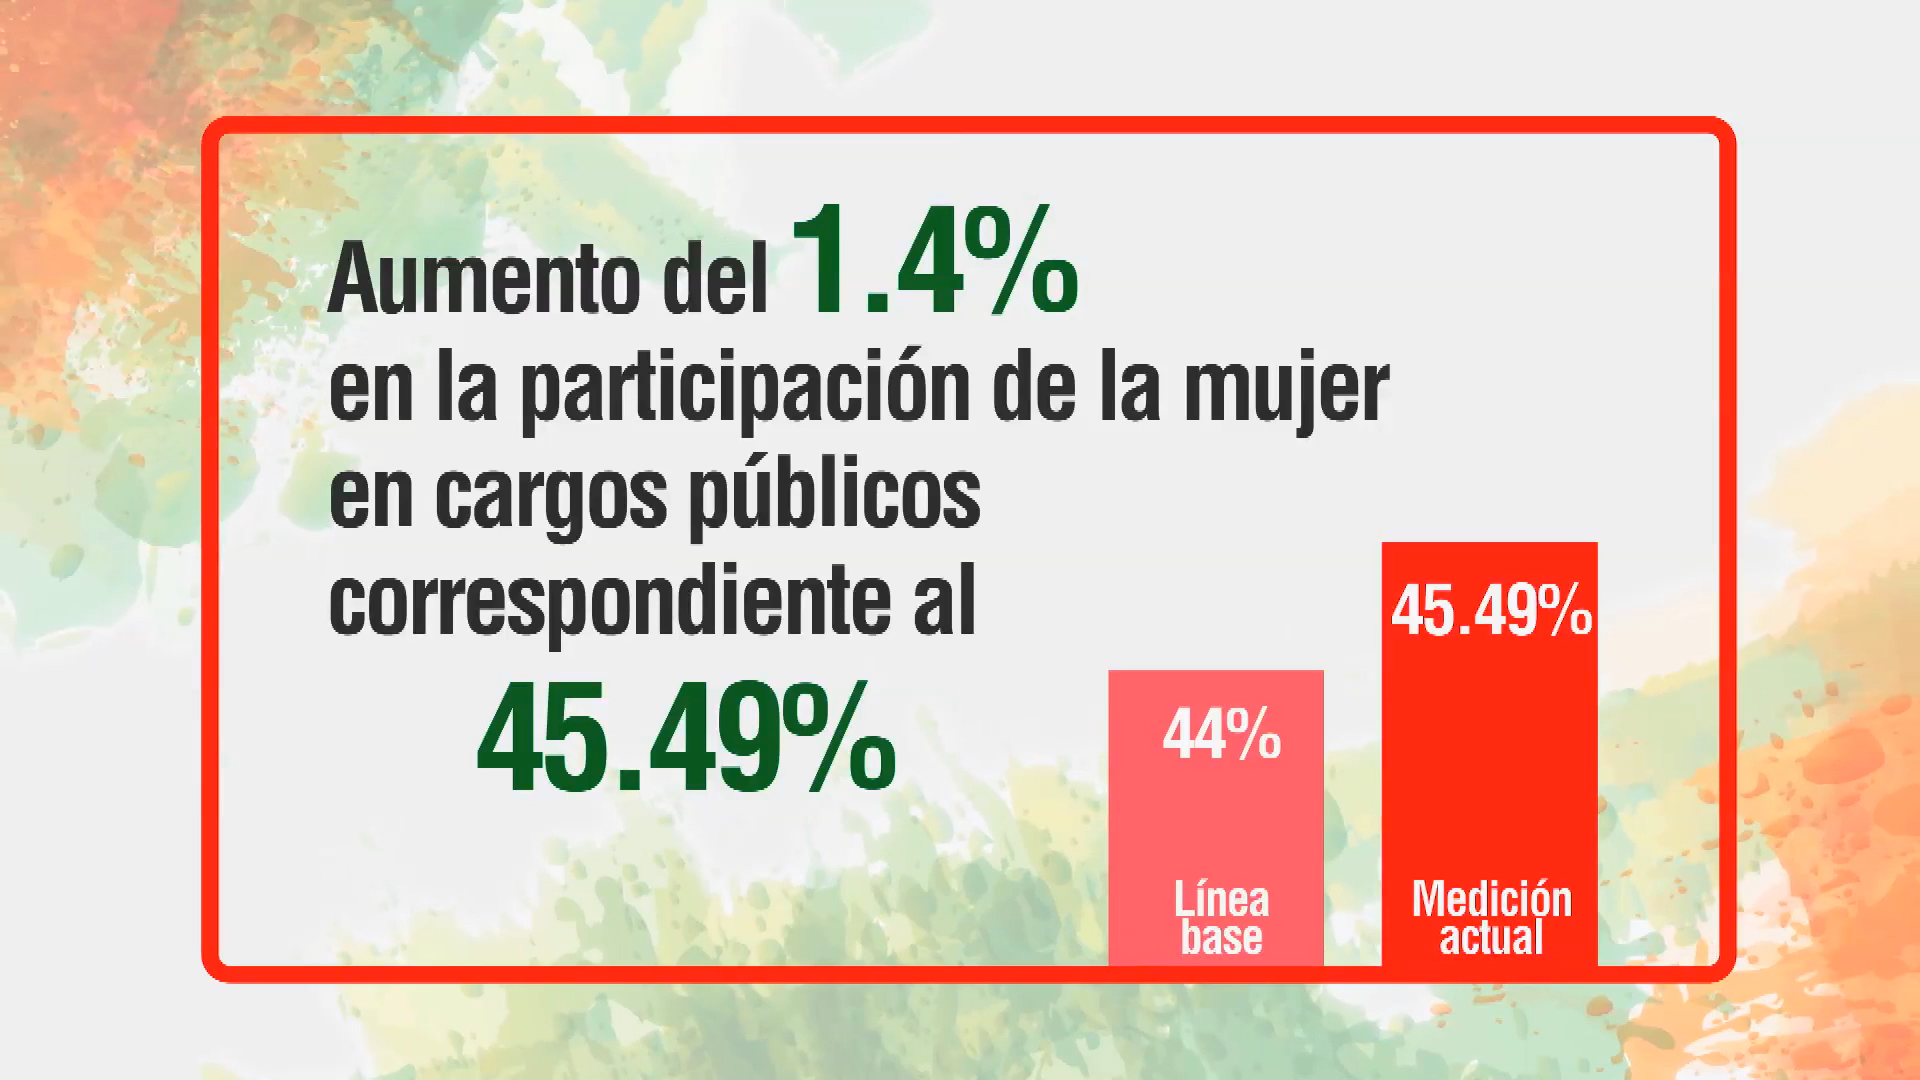 Aumento del 1.4%
en la participación de la mujer
en cargos públicos
correspondiente al
45.49%
44%
Línea
base
45.49%
Medición
actual